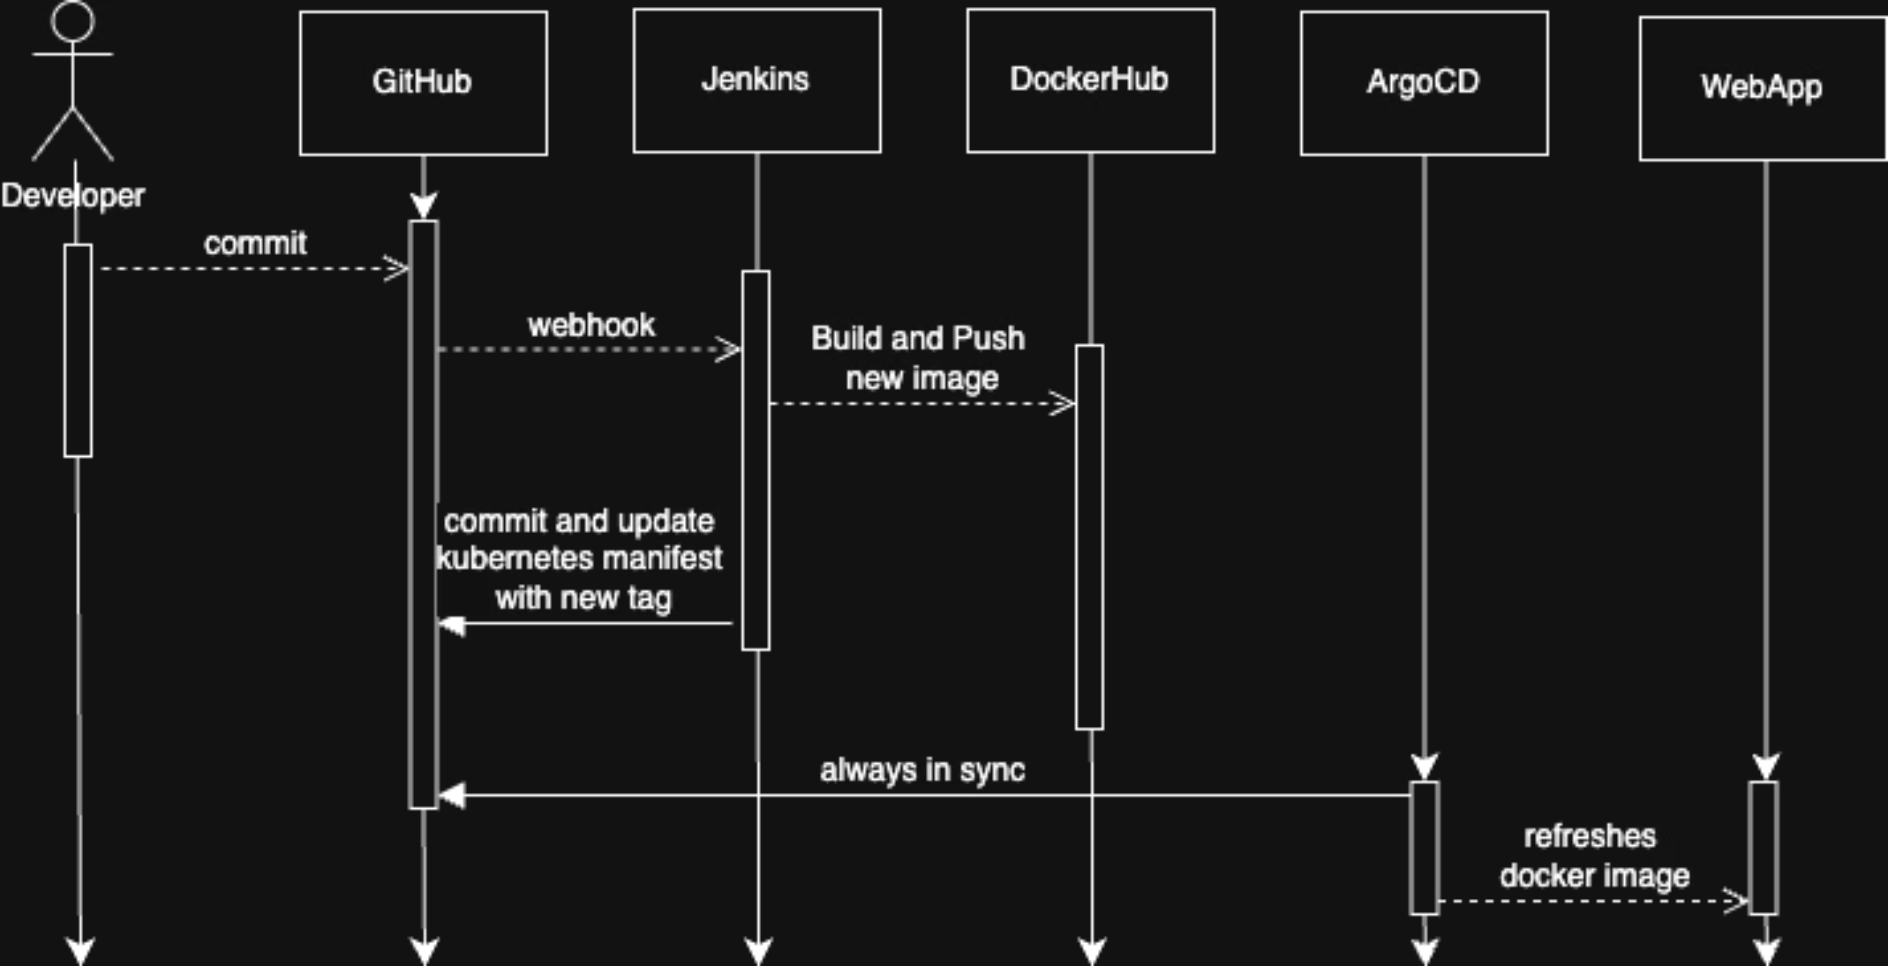 GitHub
Jenkins
DockerHub
ArgoCD
WebApp
Developer
commit
webhook
Build and Push
new image
commit and update
kubernetes manifest
with new tag
always in sync
refreshes
docker image